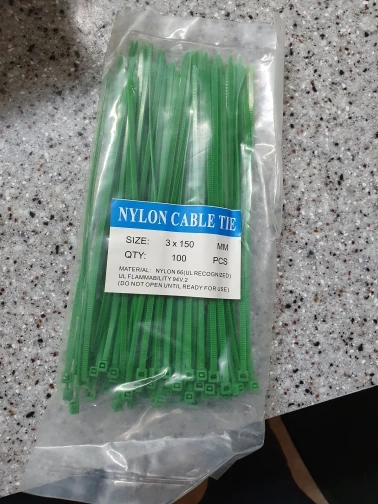 NYLON CABLE TIE
SIZE: 3 x 150 MM
QTY: 100 PCS
MATERIAL: NYLON 66(UL RECOGNIZED)
UL FLAMMABILITY 94V,2
(DO NOT OPEN UNTIL READY FOR USE)